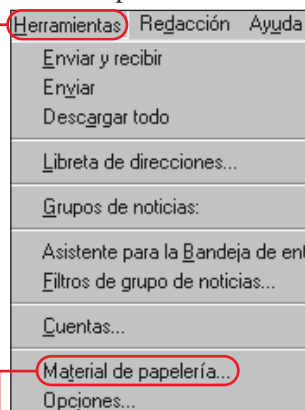 Herramientas Redacción Ayuda
Enviar y recibir
Enviar
Descargar todo
Libreta de direcciones...
Grupos de noticias:
Asistente para la Bandeja de ent
Filtros de grupo de noticias...
Cuentas...
Material de papelería...
Opciones...